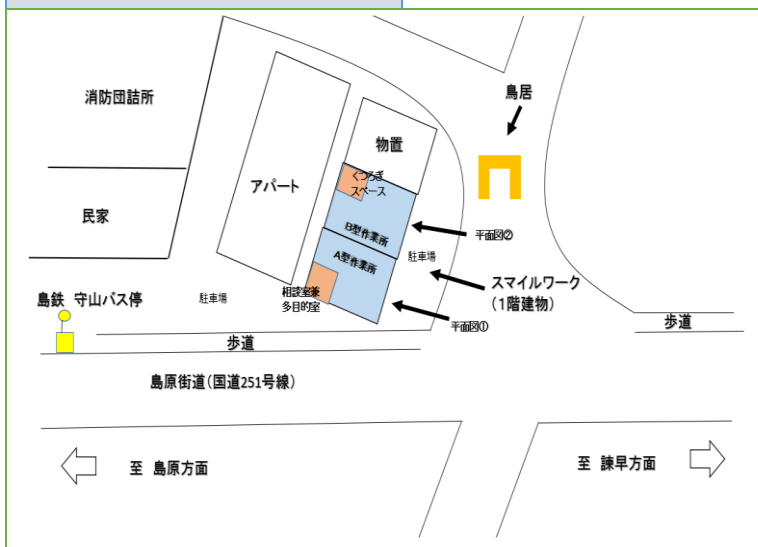 消防団詰所
鳥居
物置
くつろぎ
スペース
アパート
民家
B型作業所
平面図②
A型作業所
駐車場
スマイルワーク
(1階建物)
島鉄 守山バス停
駐車場
相談室兼
多目的室
平面図①
歩道
歩道
島原街道(国道251号線)
至 島原方面
至 諫早方面